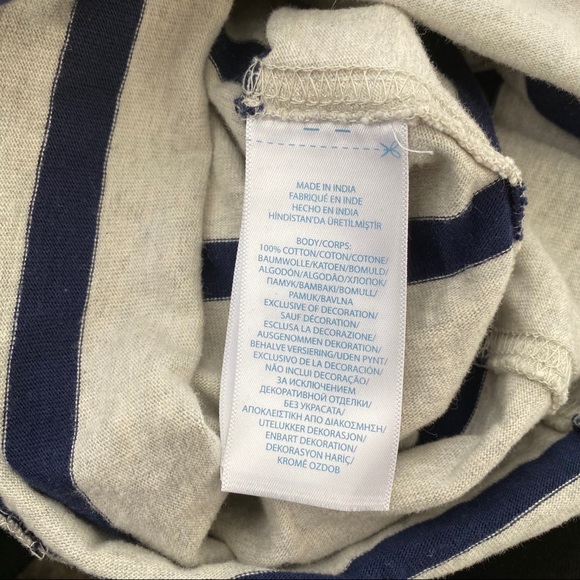 MADE IN INDIA
FABRIQUÉ EN INDE
HECHO EN INDIA
HİNDİSTAN'DA ÜRETİLMİŞTİR
BODY/CORPS:
100% COTTON/COTON/COTONE/
BAUMWOLLE/KATOEN/BOMULD/
ALGODÓN/ALGODÃO/ХЛОПОК/
ПАМУК/BAMBAKI/BOMULL/
PAMUK/BAVLNA
EXCLUSIVE OF DECORATION/
SAUF DÉCORATION/
ESCLUSA LA DECORAZIONE/
AUSGENOMMEN DEKORATION/
BEHALVE VERSIERING/UDEN PYNT/
EXCLUSIVO DE LA DECORACIÓN/
NÃO INCLUI DECORAÇÃO/
ЗА ИСКЛЮЧЕНИЕМ
ДЕКОРАТИВНОЙ ОТДЕЛКИ/
БЕЗ УКРАСАТА/
ΑΠΟΚΛΕΙΣΤΙΚΗ ΑΠΟ ΔΙΑΚΟΣΜΗΣΗ/
UTELUKKER DEKORASJON/
ENBART DEKORATION/
DEKORASYON HARİÇ/
KROMĚ OZDOB